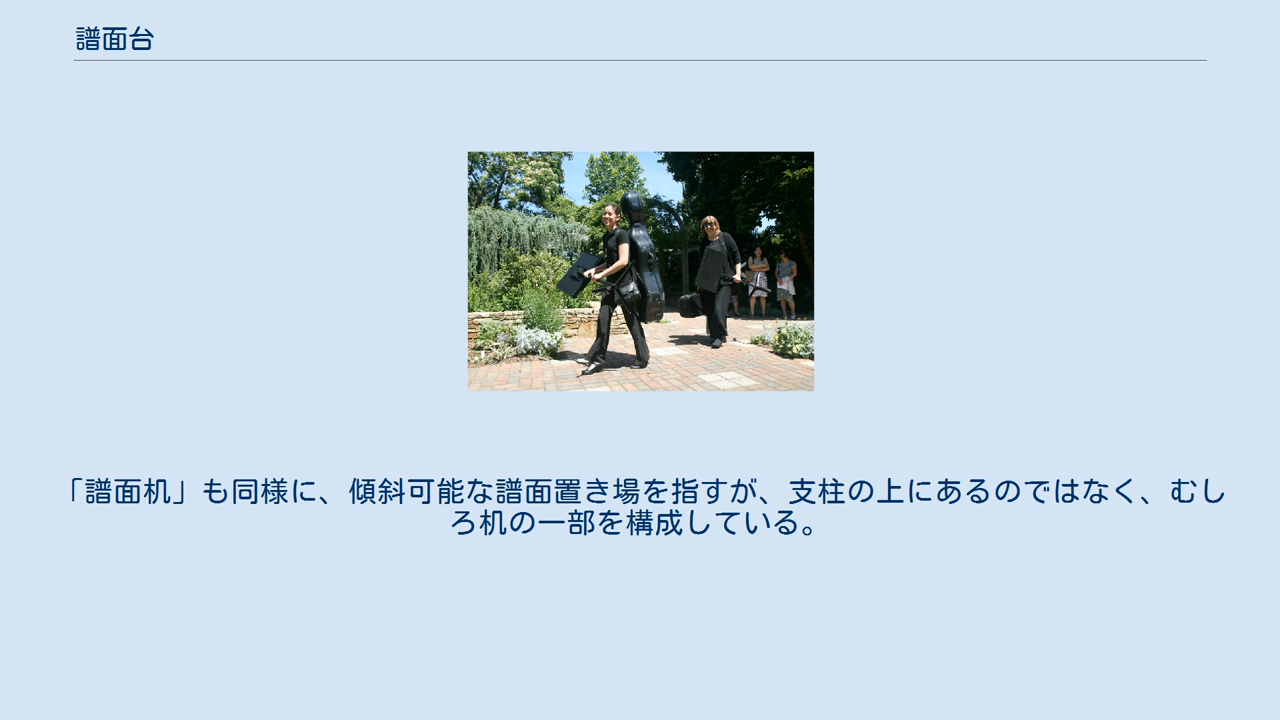 譜面台
「譜面机」も同様に、傾斜可能な譜面置き場を指すが、支柱の上にあるのではなく、むし
ろ机の一部を構成している。